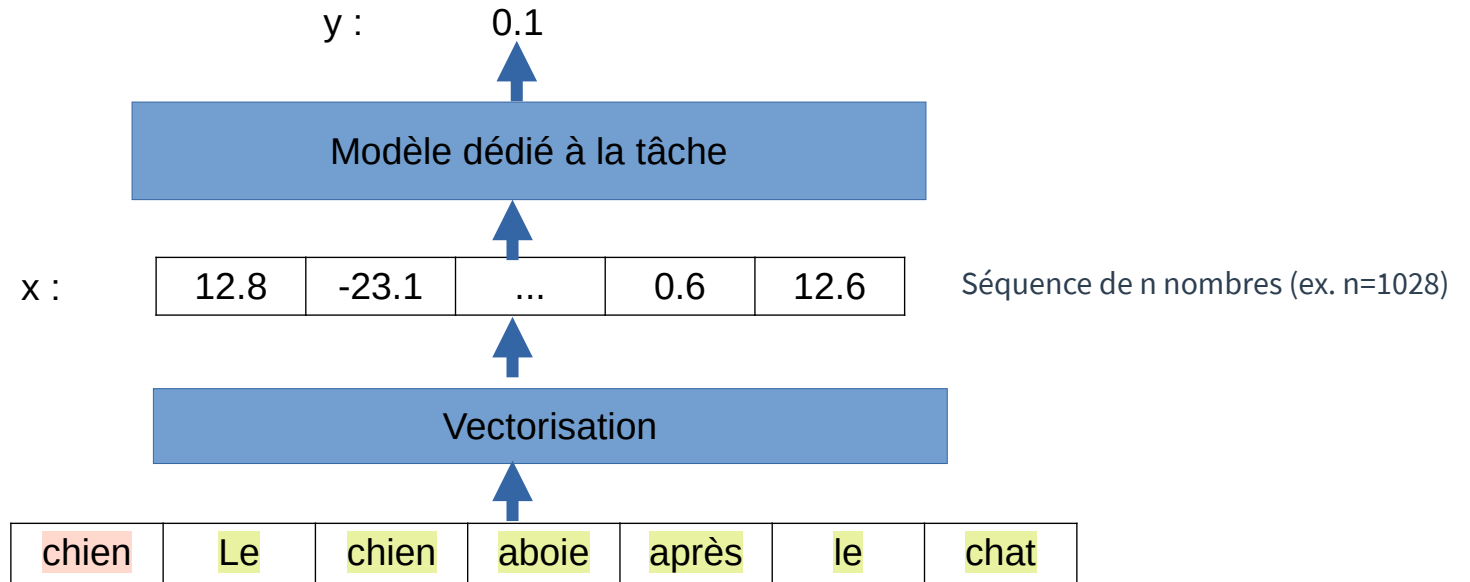 y : 0.1
Modèle dédié à la tâche
x : 12.8 -23.1 ... 0.6 12.6 Séquence de n nombres (ex. n=1028)
Vectorisation
chien Le chien aboie après le chat